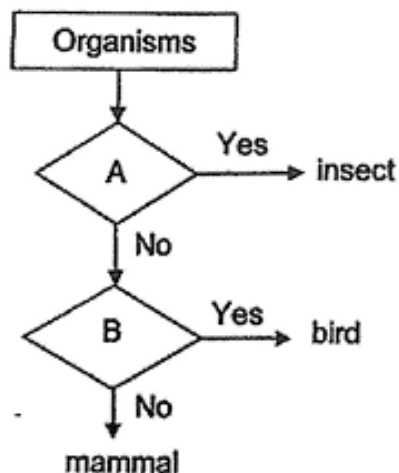 Organisms
A
Yes
insect
No
B
Yes
bird
No
mammal